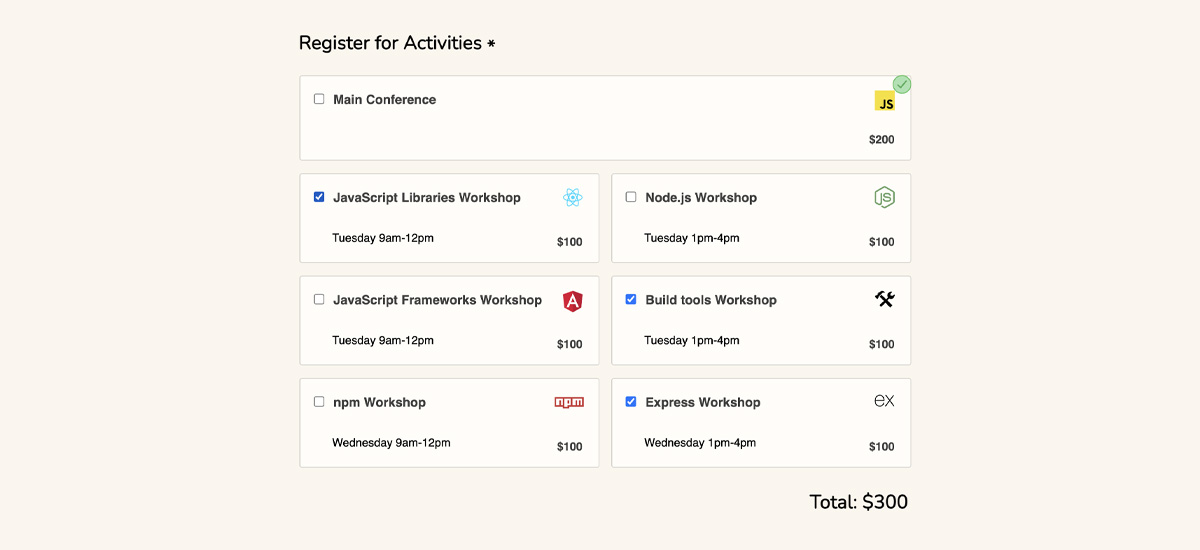 Register for Activities *
Main Conference
JS
$200
JavaScript Libraries Workshop
Tuesday 9am-12pm
$100
Node.js Workshop
JS
Tuesday 1pm-4pm
$100
JavaScript Frameworks Workshop
A
Tuesday 9am-12pm
$100
Build tools Workshop
Tuesday 1pm-4pm
$100
npm Workshop
npm
Wednesday 9am-12pm
$100
Express Workshop
ex
Wednesday 1pm-4pm
$100
Total: $300